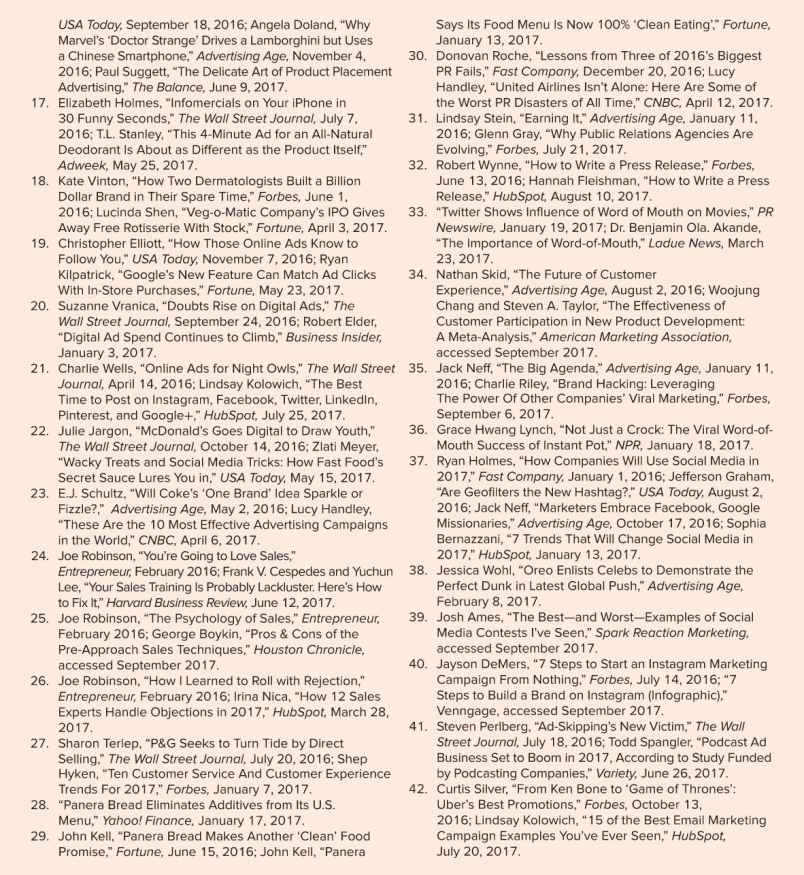 USA Today, September 18, 2016; Angela Doland, “Why
Marvel’s ‘Doctor Strange’ Drives a Lamborghini but Uses
a Chinese Smartphone,” Advertising Age, November 4,
2016; Paul Suggett, “The Delicate Art of Product Placement
Advertising,” The Balance, June 9, 2017.
17. Elizabeth Holmes, “Infomercials on Your iPhone in
30 Funny Seconds,” The Wall Street Journal, July 7,
2016; T.L. Stanley, “This 4-Minute Ad for an All-Natural
Deodorant Is About as Different as the Product Itself,”
Adweek, May 25, 2017.
18. Kate Vinton, “How Two Dermatologists Built a Billion
Dollar Brand in Their Spare Time,” Forbes, June 1,
2016; Lucinda Shen, “Veg-o-Matic Company’s IPO Gives
Away Free Rotisserie With Stock,” Fortune, April 3, 2017.
19. Christopher Elliott, “How Those Online Ads Know to
Follow You,” USA Today, November 7, 2016; Ryan
Kilpatrick, “Google’s New Feature Can Match Ad Clicks
With In-Store Purchases,” Fortune, May 23, 2017.
20. Suzanne Vranica, “Doubts Rise on Digital Ads,” The
Wall Street Journal, September 24, 2016; Robert Elder,
“Digital Ad Spend Continues to Climb,” Business Insider,
January 3, 2017.
21. Charlie Wells, “Online Ads for Night Owls,” The Wall Street
Journal, April 14, 2016; Lindsay Kolowich, “The Best
Time to Post on Instagram, Facebook, Twitter, LinkedIn,
Pinterest, and Google+,” HubSpot, July 25, 2017.
22. Julie Jargon, “McDonald’s Goes Digital to Draw Youth,”
The Wall Street Journal, October 14, 2016; Zlati Meyer,
“Wacky Treats and Social Media Tricks: How Fast Food’s
Secret Sauce Lures You in,” USA Today, May 15, 2017.
23. E.J. Schultz, “Will Coke’s ‘One Brand’ Idea Sparkle or
Fizzle?,” Advertising Age, May 2, 2016; Lucy Handley,
“These Are the 10 Most Effective Advertising Campaigns
in the World,” CNBC, April 6, 2017.
24. Joe Robinson, “You’re Going to Love Sales,”
Entrepreneur, February 2016; Frank V. Cespedes and Yuchun
Lee, “Your Sales Training Is Probably Lackluster. Here’s How
to Fix It,” Harvard Business Review, June 12, 2017.
25. Joe Robinson, “The Psychology of Sales,” Entrepreneur,
February 2016; George Boykin, “Pros & Cons of the
Pre-Approach Sales Techniques,” Houston Chronicle,
accessed September 2017.
26. Joe Robinson, “How I Learned to Roll with Rejection,”
Entrepreneur, February 2016; Irina Nica, “How 12 Sales
Experts Handle Objections in 2017,” HubSpot, March 28,
2017.
27. Sharon Terlep, “P&G Seeks to Turn Tide by Direct
Selling,” The Wall Street Journal, July 20, 2016; Shep
Hyken, “Ten Customer Service And Customer Experience
Trends For 2017,” Forbes, January 7, 2017.
28. “Panera Bread Eliminates Additives from Its U.S.
Menu,” Yahoo! Finance, January 17, 2017.
29. John Kell, “Panera Bread Makes Another ‘Clean’ Food
Promise,” Fortune, June 15, 2016; John Kell, “Panera
Says Its Food Menu Is Now 100% ‘Clean Eating’,” Fortune,
January 13, 2017.
30. Donovan Roche, “Lessons from Three of 2016’s Biggest
PR Fails,” Fast Company, December 20, 2016; Lucy
Handley, “United Airlines Isn’t Alone: Here Are Some of
the Worst PR Disasters of All Time,” CNBC, April 12, 2017.
31. Lindsay Stein, “Earning It,” Advertising Age, January 11,
2016; Glenn Gray, “Why Public Relations Agencies Are
Evolving,” Forbes, July 21, 2017.
32. Robert Wynne, “How to Write a Press Release,” Forbes,
June 13, 2016; Hannah Fleishman, “How to Write a Press
Release,” HubSpot, August 10, 2017.
33. “Twitter Shows Influence of Word of Mouth on Movies,” PR
Newswire, January 19, 2017; Dr. Benjamin Ola. Akande,
“The Importance of Word-of-Mouth,” Ladue News, March
23, 2017.
34. Nathan Skid, “The Future of Customer
Experience,” Advertising Age, August 2, 2016; Woojung
Chang and Steven A. Taylor, “The Effectiveness of
Customer Participation in New Product Development:
A Meta-Analysis,” American Marketing Association,
accessed September 2017.
35. Jack Neff, “The Big Agenda,” Advertising Age, January 11,
2016; Charlie Riley, “Brand Hacking: Leveraging
The Power Of Other Companies’ Viral Marketing,” Forbes,
September 6, 2017.
36. Grace Hwang Lynch, “Not Just a Crock: The Viral Word-of-
Mouth Success of Instant Pot,” NPR, January 18, 2017.
37. Ryan Holmes, “How Companies Will Use Social Media in
2017,” Fast Company, January 1, 2016; Jefferson Graham,
“Are Geofilters the New Hashtag?,” USA Today, August 2,
2016; Jack Neff, “Marketers Embrace Facebook, Google
Missionaries,” Advertising Age, October 17, 2016; Sophia
Bernazzani, “7 Trends That Will Change Social Media in
2017,” HubSpot, January 13, 2017.
38. Jessica Wohl, “Oreo Enlists Celebs to Demonstrate the
Perfect Dunk in Latest Global Push,” Advertising Age,
February 8, 2017.
39. Josh Ames, “The Best—and Worst—Examples of Social
Media Contests I’ve Seen,” Spark Reaction Marketing,
accessed September 2017.
40. Jayson DeMers, “7 Steps to Start an Instagram Marketing
Campaign From Nothing,” Forbes, July 14, 2016; “7
Steps to Build a Brand on Instagram (Infographic),”
Venngage, accessed September 2017.
41. Steven Perlberg, “Ad-Skipping’s New Victim,” The Wall
Street Journal, July 18, 2016; Todd Spangler, “Podcast Ad
Business Set to Boom in 2017, According to Study Funded
by Podcasting Companies,” Variety, June 26, 2017.
42. Curtis Silver, “From Ken Bone to ‘Game of Thrones’:
Uber’s Best Promotions,” Forbes, October 13,
2016; Lindsay Kolowich, “15 of the Best Email Marketing
Campaign Examples You’ve Ever Seen,” HubSpot,
July 20, 2017.